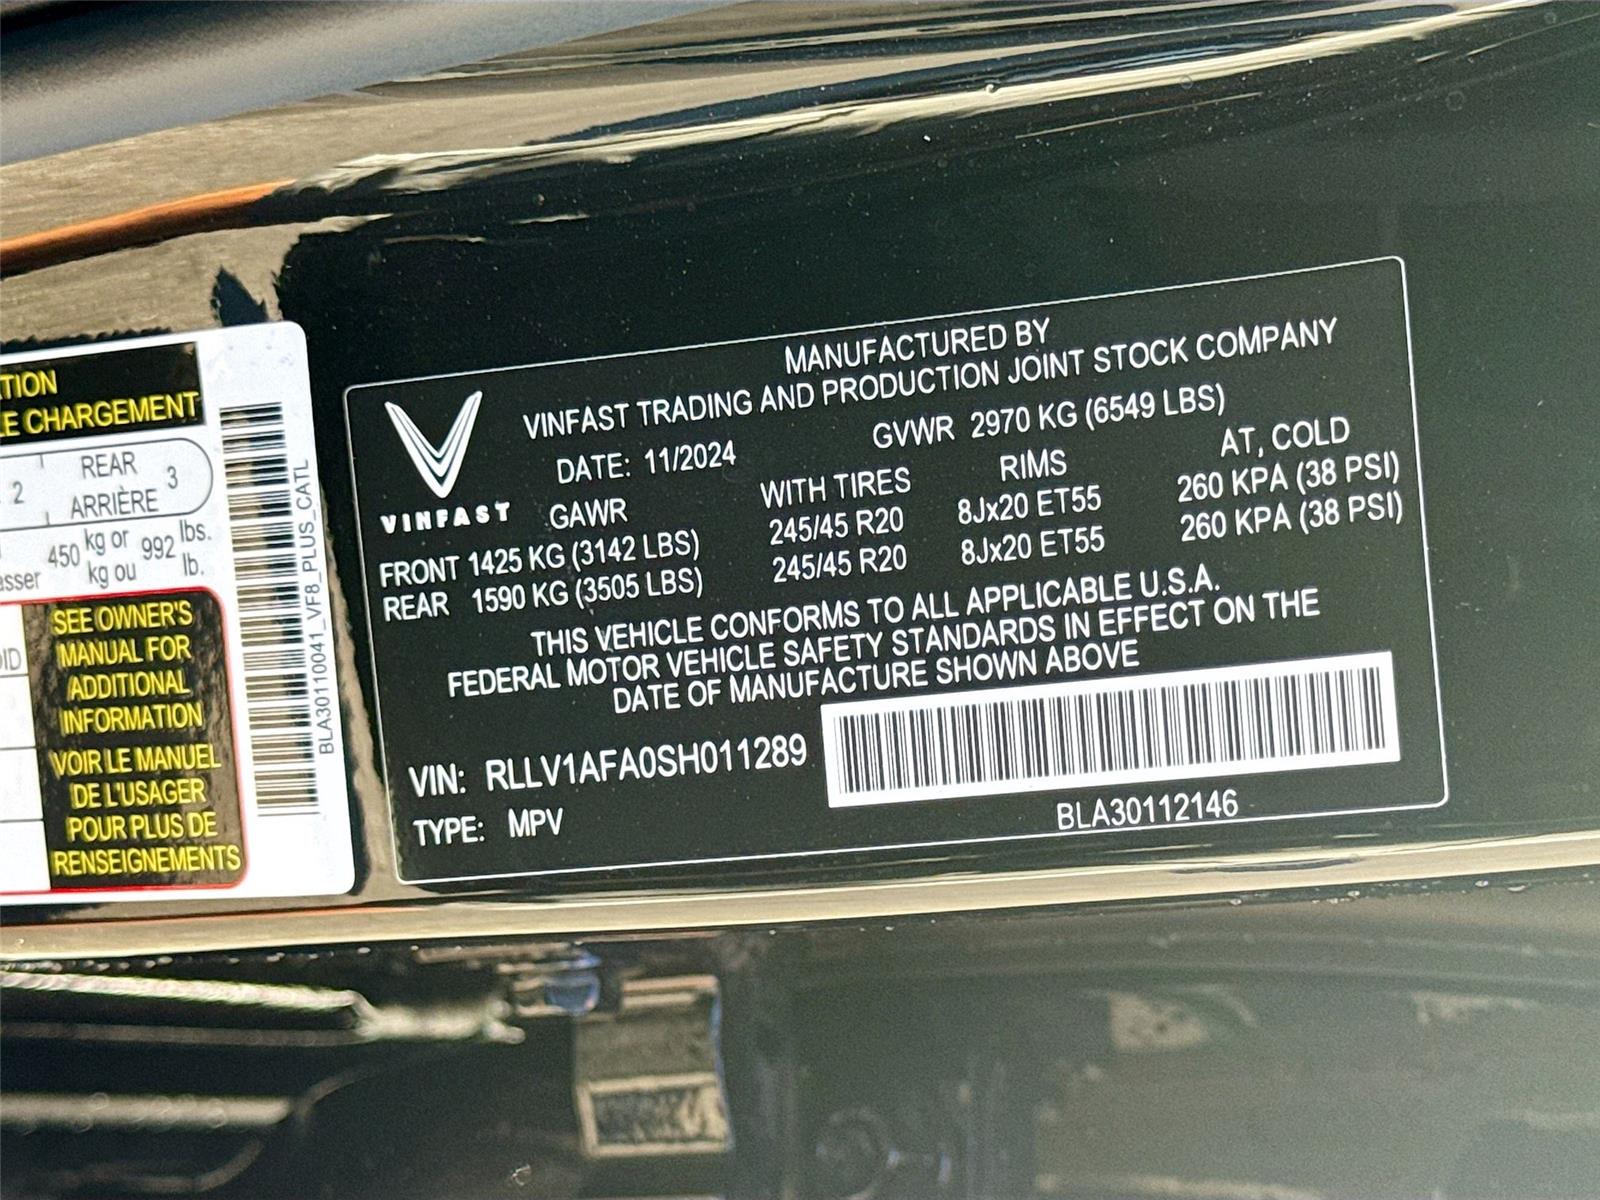 TION
LE CHARGEMENT
2 REAR 3
ARRIÈRE
450 kg or 992 lbs.
kg ou lb.
SEE OWNER'S
MANUAL FOR
ADDITIONAL
INFORMATION
VOIR LE MANUEL
DE L'USAGER
POUR PLUS DE
RENSEIGNEMENTS
BLA30110041_VF8_PLUS_CATL
MANUFACTURED BY
VINFAST TRADING AND PRODUCTION JOINT STOCK COMPANY
DATE: 11/2024 GVWR 2970 KG (6549 LBS)
VINFAST GAWR WITH TIRES RIMS AT, COLD
FRONT 1425 KG (3142 LBS) 245/45 R20 8Jx20 ET55 260 KPA (38 PSI)
REAR 1590 KG (3505 LBS) 245/45 R20 8Jx20 ET55 260 KPA (38 PSI)
THIS VEHICLE CONFORMS TO ALL APPLICABLE U.S.A.
FEDERAL MOTOR VEHICLE SAFETY STANDARDS IN EFFECT ON THE
DATE OF MANUFACTURE SHOWN ABOVE
VIN: RLLV1AFA0SH011289
TYPE: MPV
BLA30112146